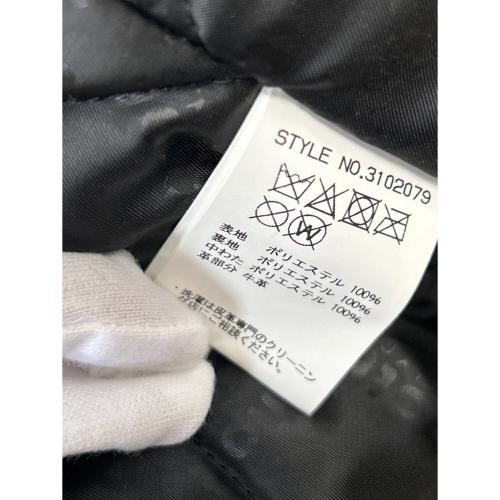 STYLE NO.3102079
W
表地 ポリエステル 100%
裏地 ポリエステル 100%
中わた ポリエステル 100%
革部分 牛革
・洗濯は皮革専門のクリーニン
グ店にご相談ください。